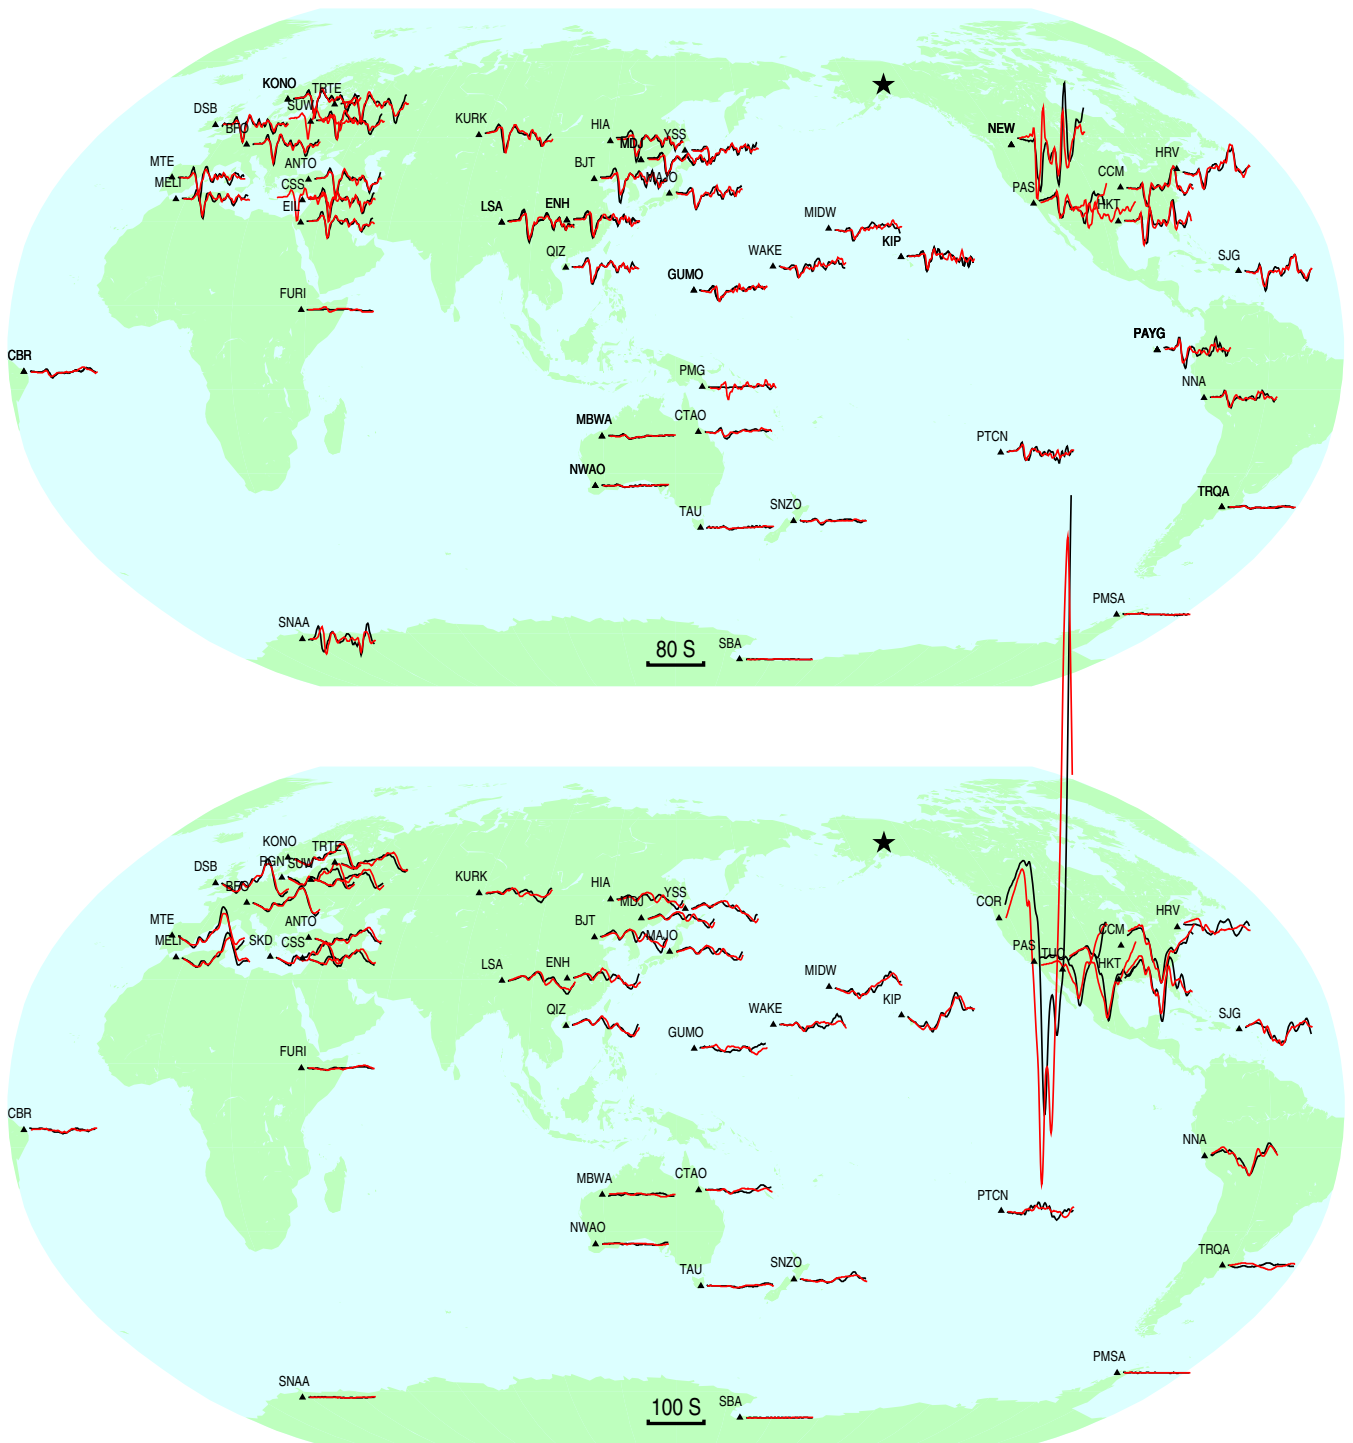 KONO
TRTE
DSB
SUW
BFO
KURK
HIA
YSS
NEW
MDJ
HRV
MTE
ANTO
BJT
CCM
MELI
CSS
MAJO
PAS
EIL
LSA
ENH
HKT
MIDW
KIP
QIZ
WAKE
SJG
GUMO
FURI
PAYG
CBR
PMG
NNA
MBWA
CTAO
PTCN
NWAO
TRQA
TAU
SNZO
PMSA
SNAA
80 S
SBA
KONO
TRTE
DSB
RGN
SUW
BFO
KURK
HIA
YSS
COR
MDJ
HRV
MTE
ANTO
BJT
CCM
MELI
SKD
CSS
MAJO
PAS
TUC
LSA
ENH
HKT
MIDW
KIP
QIZ
WAKE
SJG
GUMO
FURI
CBR
NNA
MBWA
CTAO
PTCN
NWAO
TRQA
TAU
SNZO
PMSA
SNAA
100 S
SBA